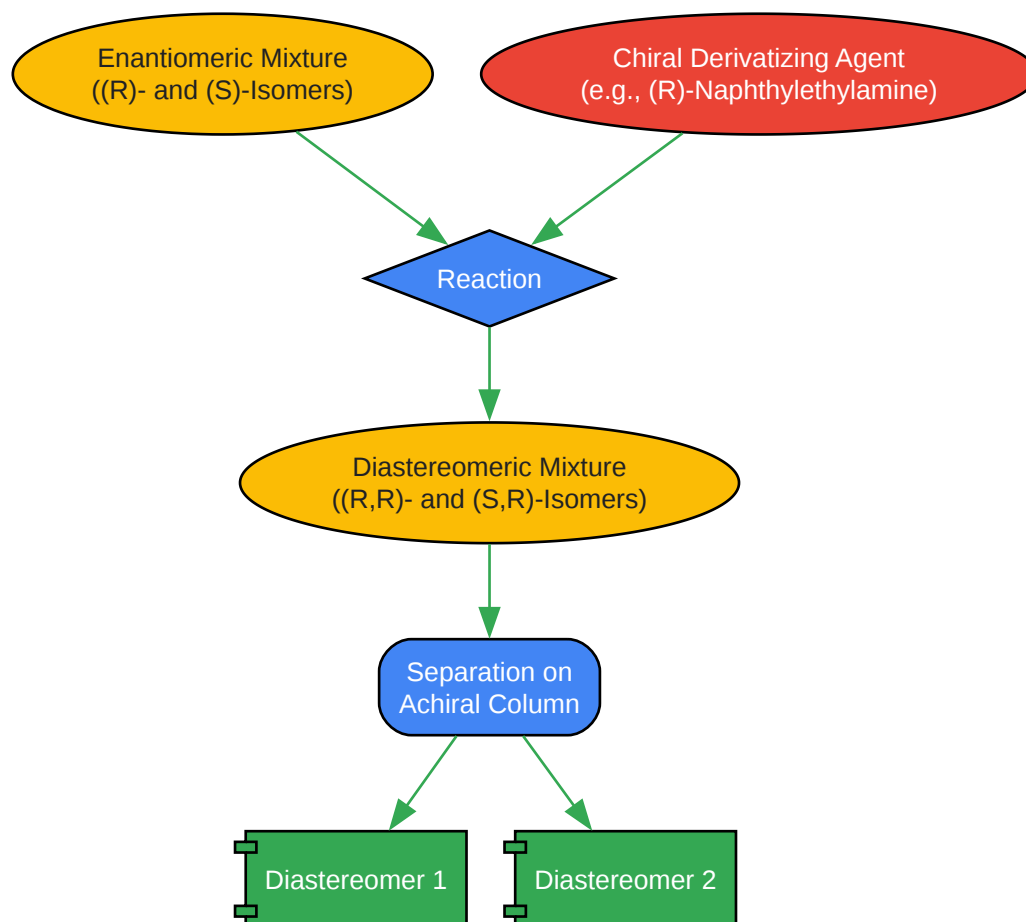 Enantiomeric Mixture
((R)- and (S)-Isomers)
Chiral Derivatizing Agent
(e.g., (R)-Naphthylethylamine)
Reaction
Diastereomeric Mixture
((R,R)- and (S,R)-Isomers)
Separation on
Achiral Column
Diastereomer 1
Diastereomer 2